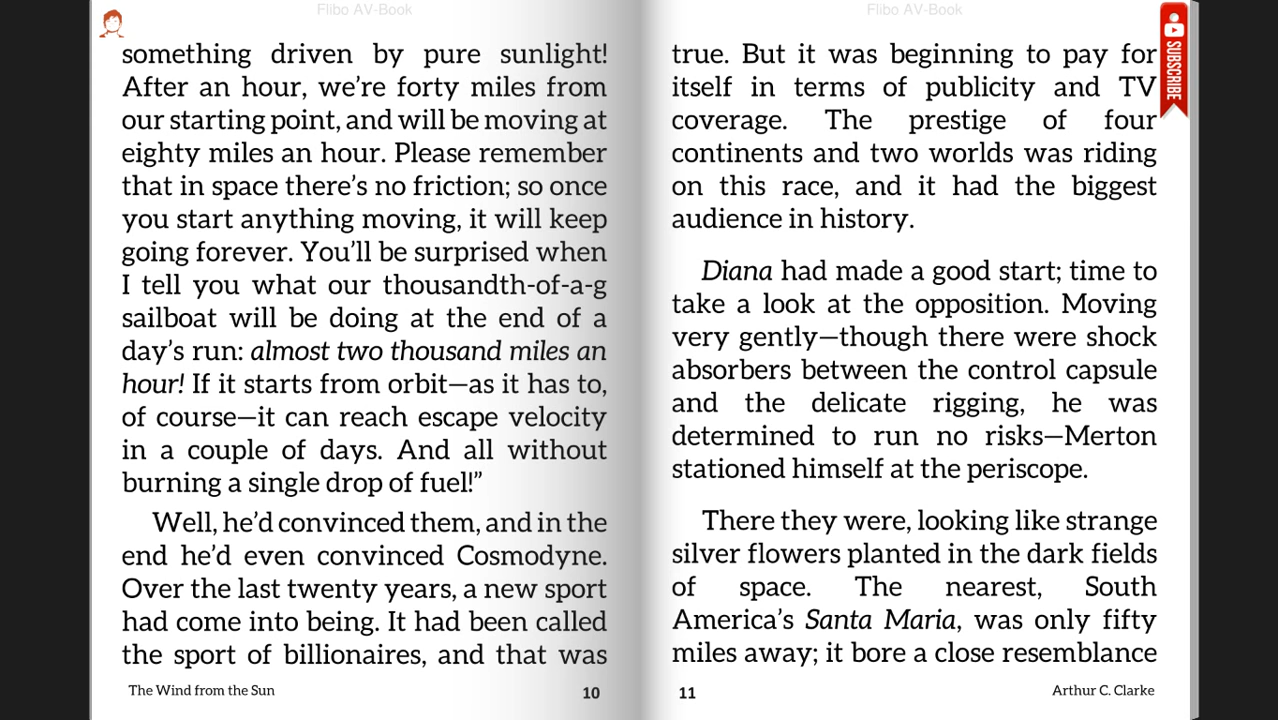 Flibo AV-Book
something driven by pure sunlight!
After an hour, we’re forty miles from
our starting point, and will be moving at
eighty miles an hour. Please remember
that in space there’s no friction; so once
you start anything moving, it will keep
going forever. You’ll be surprised when
I tell you what our thousandth-of-a-g
sailboat will be doing at the end of a
day’s run: almost two thousand miles an
hour! If it starts from orbit—as it has to,
of course—it can reach escape velocity
in a couple of days. And all without
burning a single drop of fuel!”
Well, he’d convinced them, and in the
end he’d even convinced Cosmodyne.
Over the last twenty years, a new sport
had come into being. It had been called
the sport of billionaires, and that was
The Wind from the Sun
10
Flibo AV-Book
true. But it was beginning to pay for
itself in terms of publicity and TV
coverage. The prestige of four
continents and two worlds was riding
on this race, and it had the biggest
audience in history.
Diana had made a good start; time to
take a look at the opposition. Moving
very gently—though there were shock
absorbers between the control capsule
and the delicate rigging, he was
determined to run no risks—Merton
stationed himself at the periscope.
There they were, looking like strange
silver flowers planted in the dark fields
of space. The nearest, South
America’s Santa Maria, was only fifty
miles away; it bore a close resemblance
11
Arthur C. Clarke
SUBSCRIBE